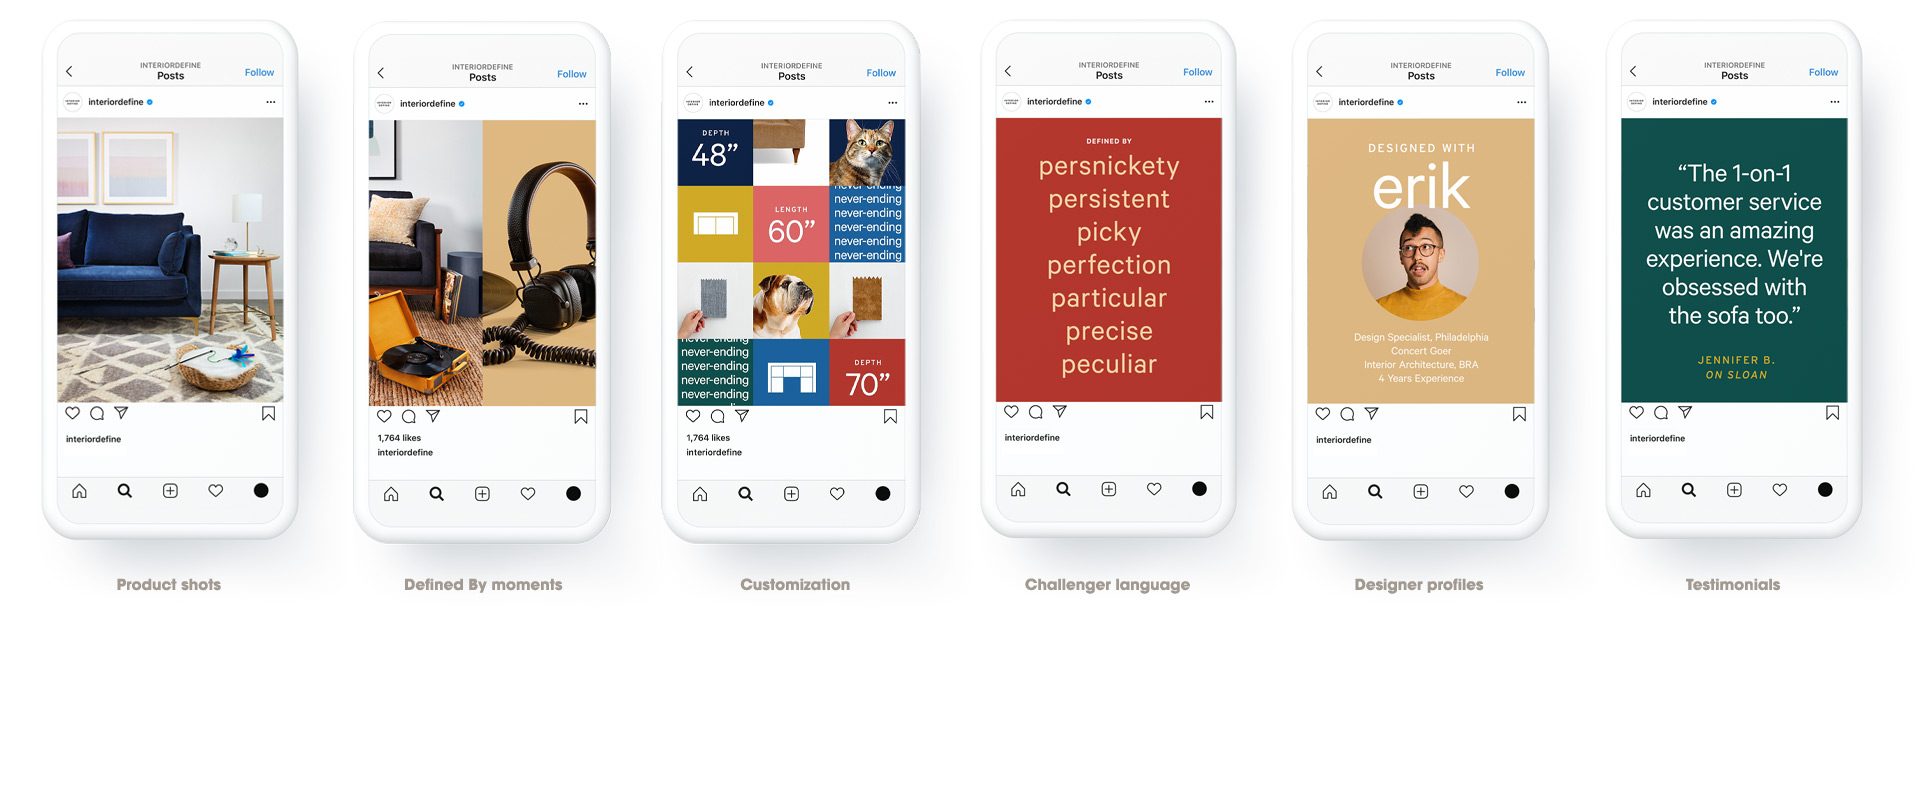 INTERIORDEFINE
Posts
Follow
interiordefine
interiordefine
Product shots
INTERIORDEFINE
Posts
Follow
interiordefine
1,764 likes
interiordefine
Defined By moments
INTERIORDEFINE
Posts
Follow
interiordefine
DEPTH
48”
never-ending
never-ending
never-ending
never-ending
never-ending
never-ending
LENGTH
60”
never-ending
never-ending
never-ending
never-ending
never-ending
DEPTH
70”
1,764 likes
interiordefine
Customization
INTERIORDEFINE
Posts
Follow
interiordefine
DEFINED BY
persnickety
persistent
picky
perfection
particular
precise
peculiar
interiordefine
Challenger language
INTERIORDEFINE
Posts
Follow
interiordefine
DESIGNED WITH
erik
Design Specialist, Philadelphia
Concert Goer
Interior Architecture, BRA
4 Years Experience
interiordefine
Designer profiles
INTERIORDEFINE
Posts
Follow
interiordefine
“The 1-on-1
customer service
was an amazing
experience. We're
obsessed with
the sofa too.”
JENNIFER B.
ON SLOAN
interiordefine
Testimonials